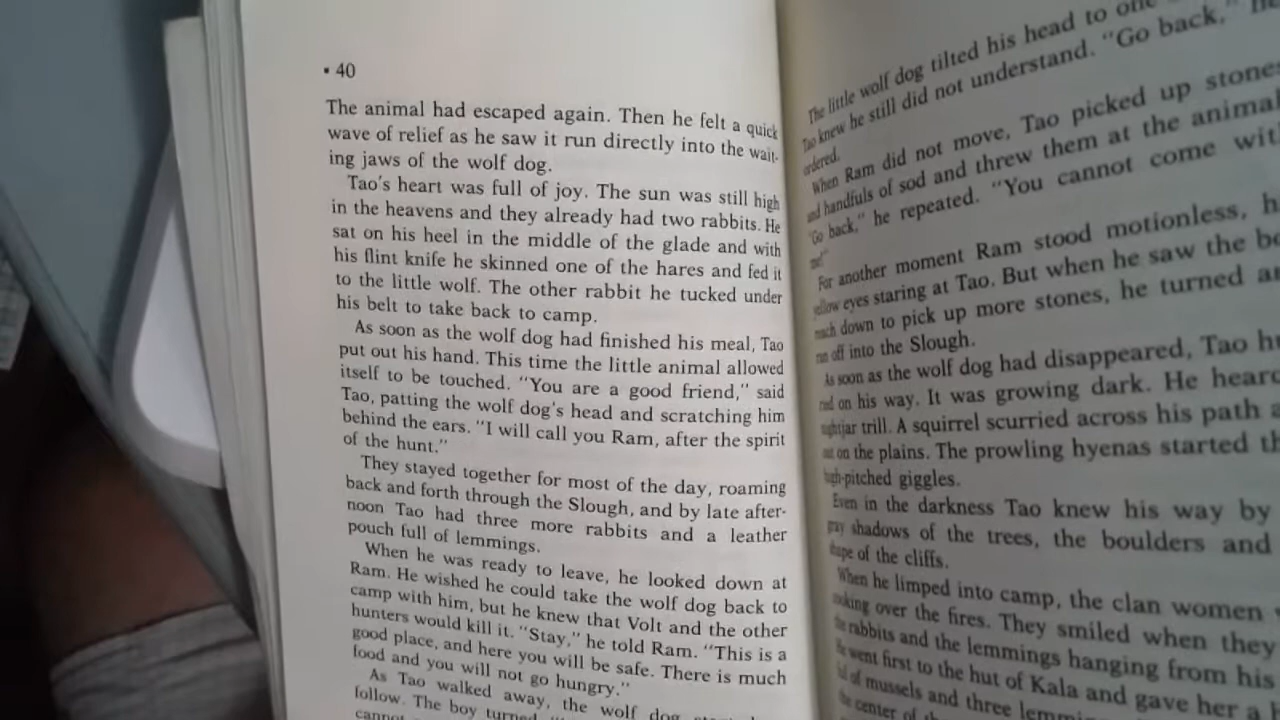 • 40
The animal had escaped again. Then he felt a quick
wave of relief as he saw it run directly into the wait-
ing jaws of the wolf dog.
Tao's heart was full of joy. The sun was still high
in the heavens and they already had two rabbits. He
sat on his heel in the middle of the glade and with
his flint knife he skinned one of the hares and fed it
to the little wolf. The other rabbit he tucked under
his belt to take back to camp.
As soon as the wolf dog had finished his meal, Tao
put out his hand. This time the little animal allowed
itself to be touched. "You are a good friend," said
Tao, patting the wolf dog's head and scratching him
behind the ears. "I will call you Ram, after the spirit
of the hunt."
They stayed together for most of the day, roaming
back and forth through the Slough, and by late after-
noon Tao had three more rabbits and a leather
pouch full of lemmings.
When he was ready to leave, he looked down at
Ram. He wished he could take the wolf dog back to
camp with him, but he knew that Volt and the other
hunters would kill it. "Stay," he told Ram. "This is a
good place, and here you will be safe. There is much
food and you will not go hungry."
As Tao walked away, the wolf dog
follow. The boy turned
The little wolf dog tilted his head to one
Tao knew he still did not understand. "Go back,"
ordered.
When Ram did not move, Tao picked up stones
and handfuls of sod and threw them at the animal
"Go back," he repeated. "You cannot come
For another moment Ram stood motionless,
yellow eyes staring at Tao. But when he saw the
down to pick up more stones, he turned
run off into the Slough.
As soon as the wolf dog had disappeared, Tao
on his way. It was growing dark. He heard
trill. A squirrel scurried across his path
out on the plains. The prowling hyenas started
high-pitched giggles.
Even in the darkness Tao knew his way by
gray shadows of the trees, the boulders and
shape of the cliffs.
When he limped into camp, the clan women
over the fires. They smiled when they
the rabbits and the lemmings hanging from his
He went first to the hut of Kala and gave her a
of mussels and three
the center of